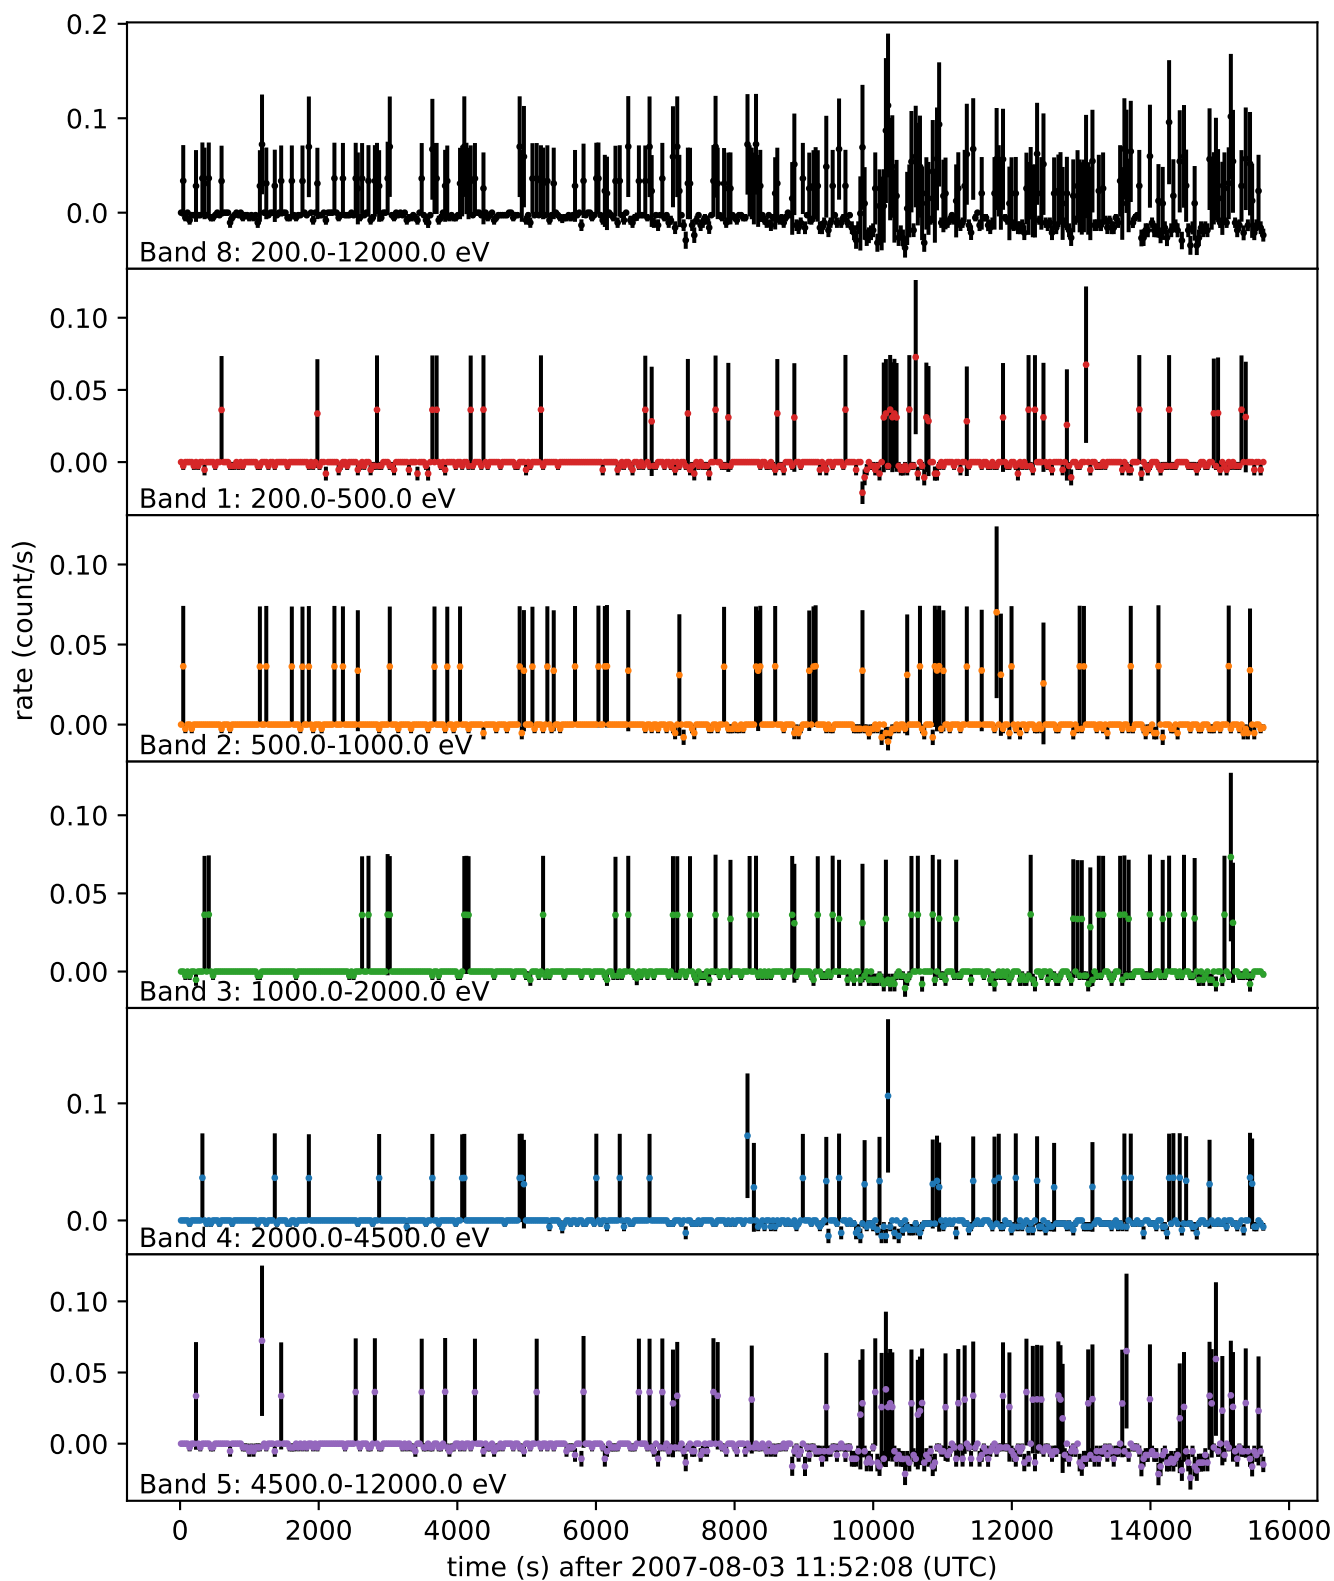 0.2
0.1
0.0
Band 8: 200.0-12000.0 eV
0.10
0.05
0.00
Band 1: 200.0-500.0 eV
0.10
0.05
0.00
Band 2: 500.0-1000.0 eV
rate (count/s)
0.10
0.05
0.00
Band 3: 1000.0-2000.0 eV
0.1
0.0
Band 4: 2000.0-4500.0 eV
0.10
0.05
0.00
Band 5: 4500.0-12000.0 eV
0 2000 4000 6000 8000 10000 12000 14000 16000
time (s) after 2007-08-03 11:52:08 (UTC)